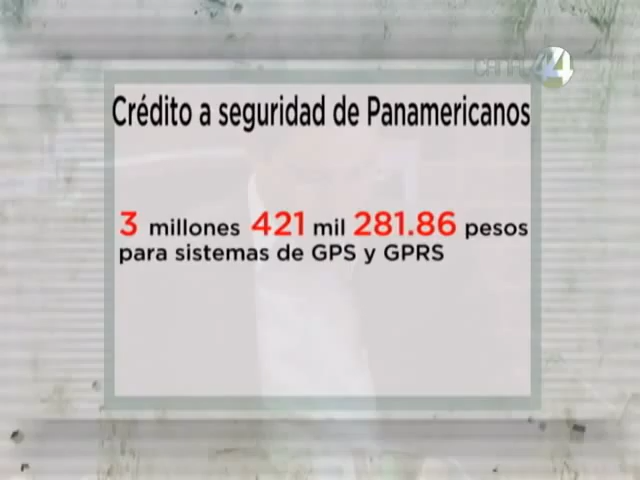 CANAL 44
Crédito a seguridad de Panamericanos
3 millones 421 mil 281.86 pesos
para sistemas de GPS y GPRS